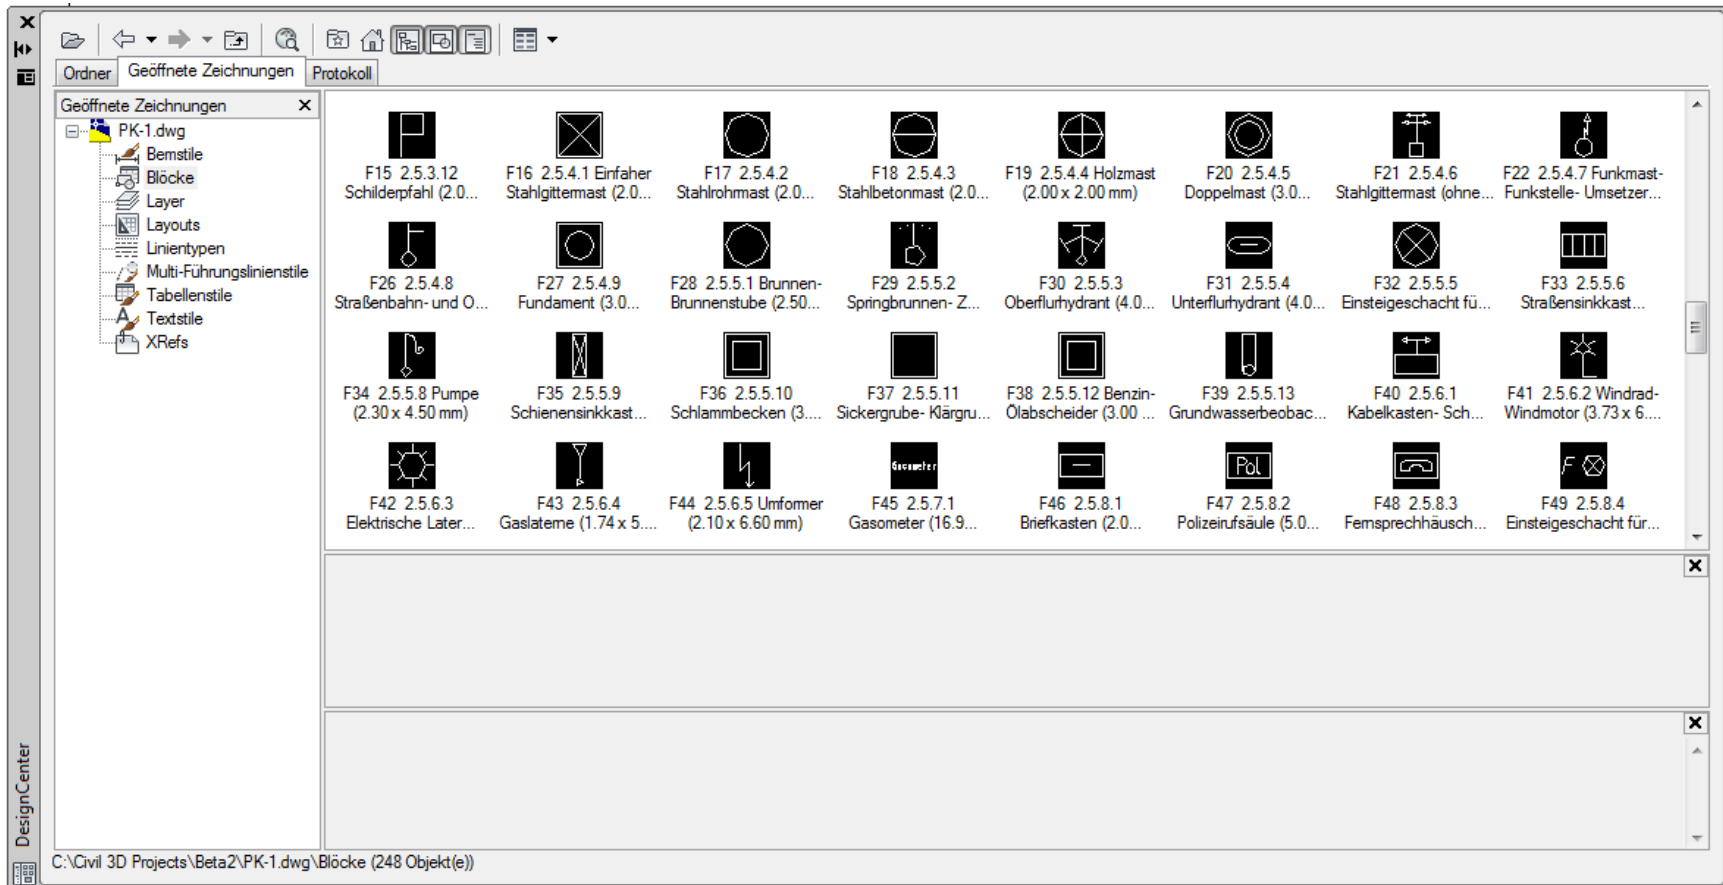 Ordner
Geöffnete Zeichnungen
Protokoll
Geöffnete Zeichnungen
PK-1.dwg
Bemstile
Blöcke
Layer
Layouts
Linientypen
Multi-Führungslinienstile
Tabellenstile
Textstile
XRefs
F15 2.5.3.12
Schilderpfahl (2.0...
F16 2.5.4.1 Einfaher
Stahlgittermast (2.0...
F17 2.5.4.2
Stahlrohrmast (2.0...
F18 2.5.4.3
Stahlbetonmast (2.0...
F19 2.5.4.4 Holzmast
(2.00 x 2.00 mm)
F20 2.5.4.5
Doppelmast (3.0...
F21 2.5.4.6
Stahlgittermast (ohne...
F22 2.5.4.7 Funkmast-
Funkstelle- Umsetzer...
F26 2.5.4.8
Straßenbahn- und O...
F27 2.5.4.9
Fundament (3.0...
F28 2.5.5.1 Brunnen-
Brunnenstube (2.50...
F29 2.5.5.2
Springbrunnen- Z...
F30 2.5.5.3
Oberflurhydrant (4.0...
F31 2.5.5.4
Unterflurhydrant (4.0...
F32 2.5.5.5
Einsteigeschacht fü...
F33 2.5.5.6
Straßensinkkast...
F34 2.5.5.8 Pumpe
(2.30 x 4.50 mm)
F35 2.5.5.9
Schienensinkkast...
F36 2.5.5.10
Schlammbecken (3....
F37 2.5.5.11
Sickergrube- Klärgru...
F38 2.5.5.12 Benzin-
Ölabscheider (3.00 ...
F39 2.5.5.13
Grundwasserbeobac...
F40 2.5.6.1
Kabelkasten- Sch...
F41 2.5.6.2 Windrad-
Windmotor (3.73 x 6....
Gasometer
Pol
F
F42 2.5.6.3
Elektrische Later...
F43 2.5.6.4
Gaslaterne (1.74 x 5....
F44 2.5.6.5 Umformer
(2.10 x 6.60 mm)
F45 2.5.7.1
Gasometer (16.9...
F46 2.5.8.1
Briefkasten (2.0...
F47 2.5.8.2
Polizeirufsäule (5.0...
F48 2.5.8.3
Fernsprechhäusch...
F49 2.5.8.4
Einsteigeschacht für...
DesignCenter
C:\Civil 3D Projects\Beta2\PK-1.dwg\Blöcke (248 Objekt(e))